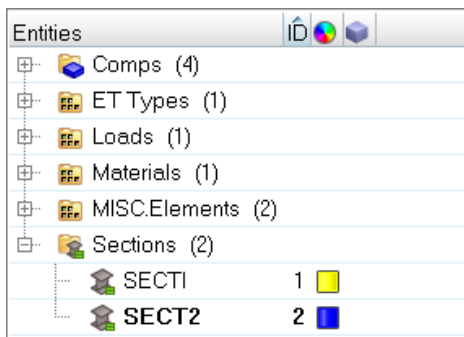 Entities ID
Comps (4)
ET Types (1)
Loads (1)
Materials (1)
MISC.Elements (2)
Sections (2)
SECTI 1
SECT2 2